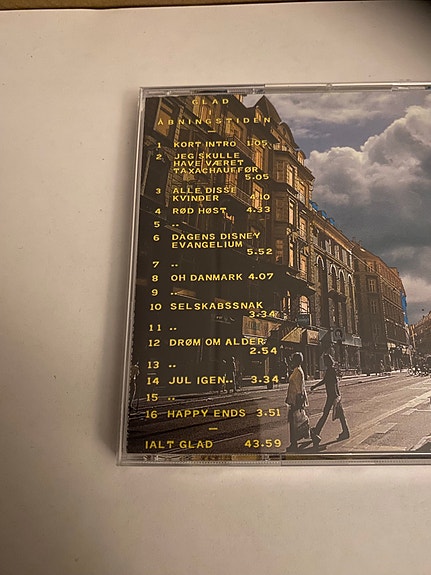 GLAD
ÅBNINGSTIDEN
—
1 KORT INTRO 1.05
2 JEG SKULLE
HAVE VÆRET
TAXACHAUFFØR
5.05
3 ALLE DISSE
KVINDER 4.10
4 RØD HØST 4.33
5 ..
6 DAGENS DISNEY
EVANGELIUM
5.52
7 ..
8 OH DANMARK 4.07
9 ..
10 SELSKABSSNAK
3.34
11 ..
12 DRØM OM ALDER
2.54
13 ..
14 JUL IGEN.. 3.34
15 ..
16 HAPPY ENDS 3.51
—
IALT GLAD 43.59